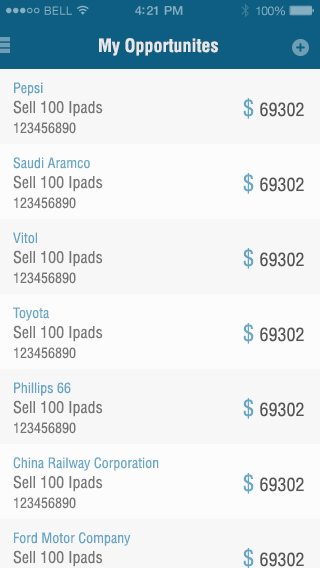 BELL 4:21 PM 100%
My Opportunites
Pepsi
Sell 100 Ipads
$ 69302
123456890
Saudi Aramco
Sell 100 Ipads
$ 69302
123456890
Vitol
Sell 100 Ipads
$ 69302
123456890
Toyota
Sell 100 Ipads
$ 69302
123456890
Phillips 66
Sell 100 Ipads
$ 69302
123456890
China Railway Corporation
Sell 100 Ipads
$ 69302
123456890
Ford Motor Company
Sell 100 Ipads
$ 69302